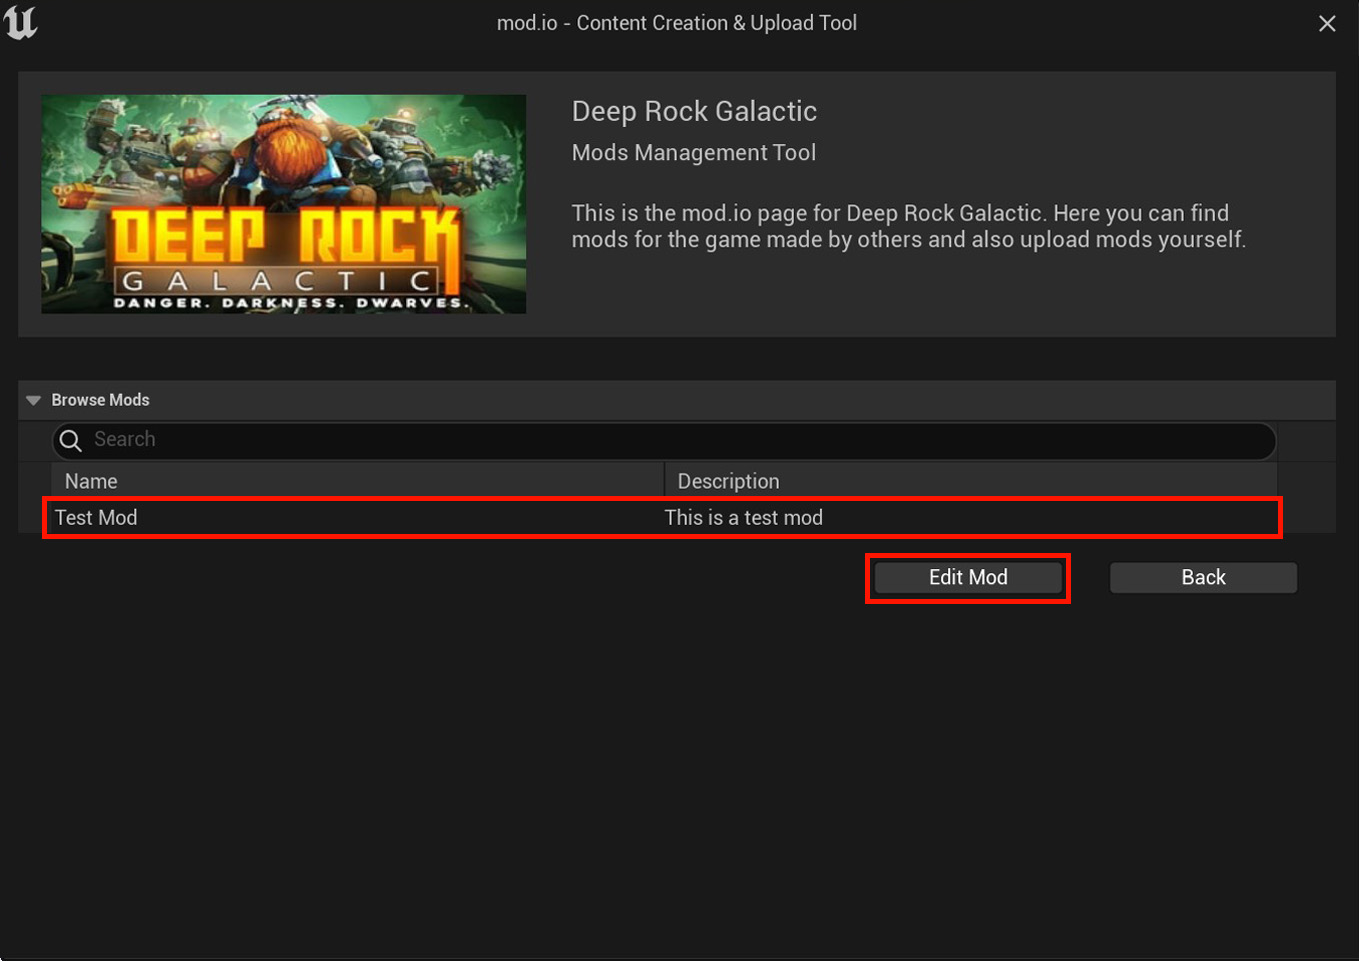 mod.io - Content Creation & Upload Tool
DEEP ROCK
GALACTIC
DANGER. DARKNESS. DWARVES.
Deep Rock Galactic
Mods Management Tool
This is the mod.io page for Deep Rock Galactic. Here you can find
mods for the game made by others and also upload mods yourself.
Browse Mods
Search
Name Description
Test Mod This is a test mod
Edit Mod Back